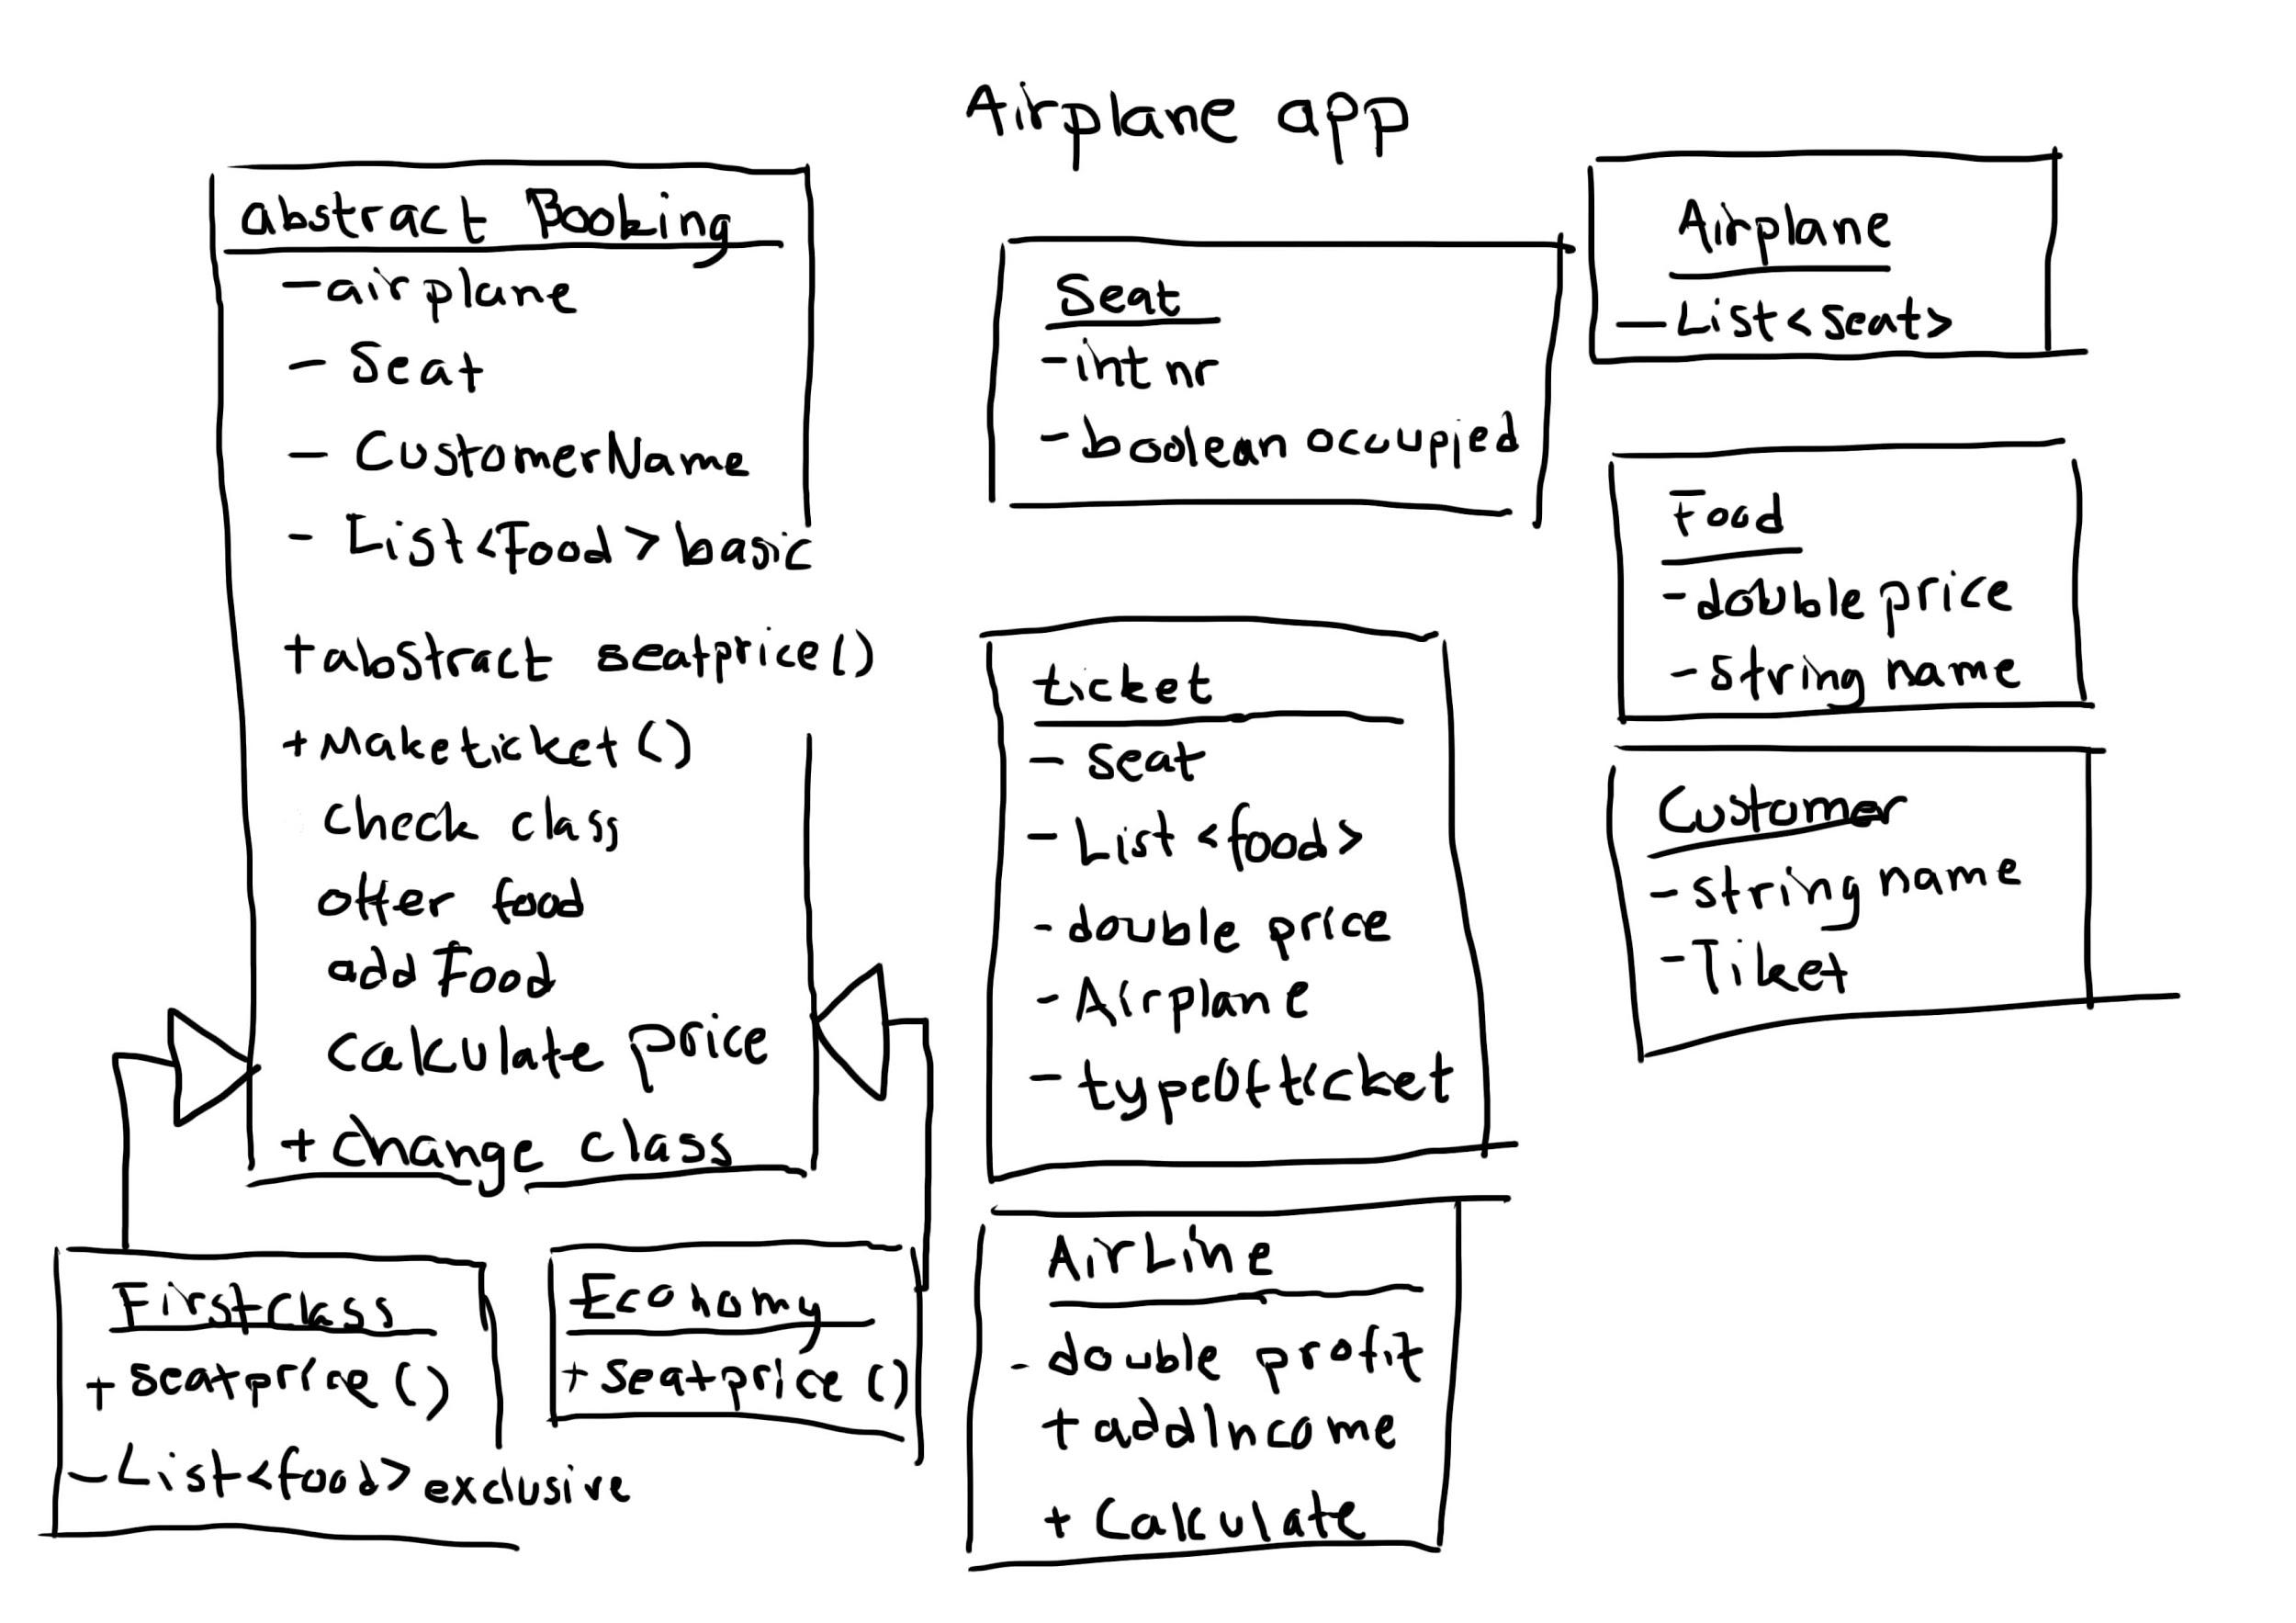 Airplane app
abstract Booking
- airplane
- Seat
- CustomerName
- List<Food> basic
+ abstract seatprice()
+ Maketicket()
check class
offer food
add Food
calculate price
+ change class
FirstClass
+ seatprice()
- List<food> exclusive
Economy
+ seatprice()
Seat
- int nr
- boolean occupied
ticket
- seat
- List <food>
- double price
- Airplane
- typeOfticket
AirLine
- double profit
+ addIncome
+ Calculate
Airplane
- List<seat>
Food
- double price
- string name
Customer
- string name
- Tiket